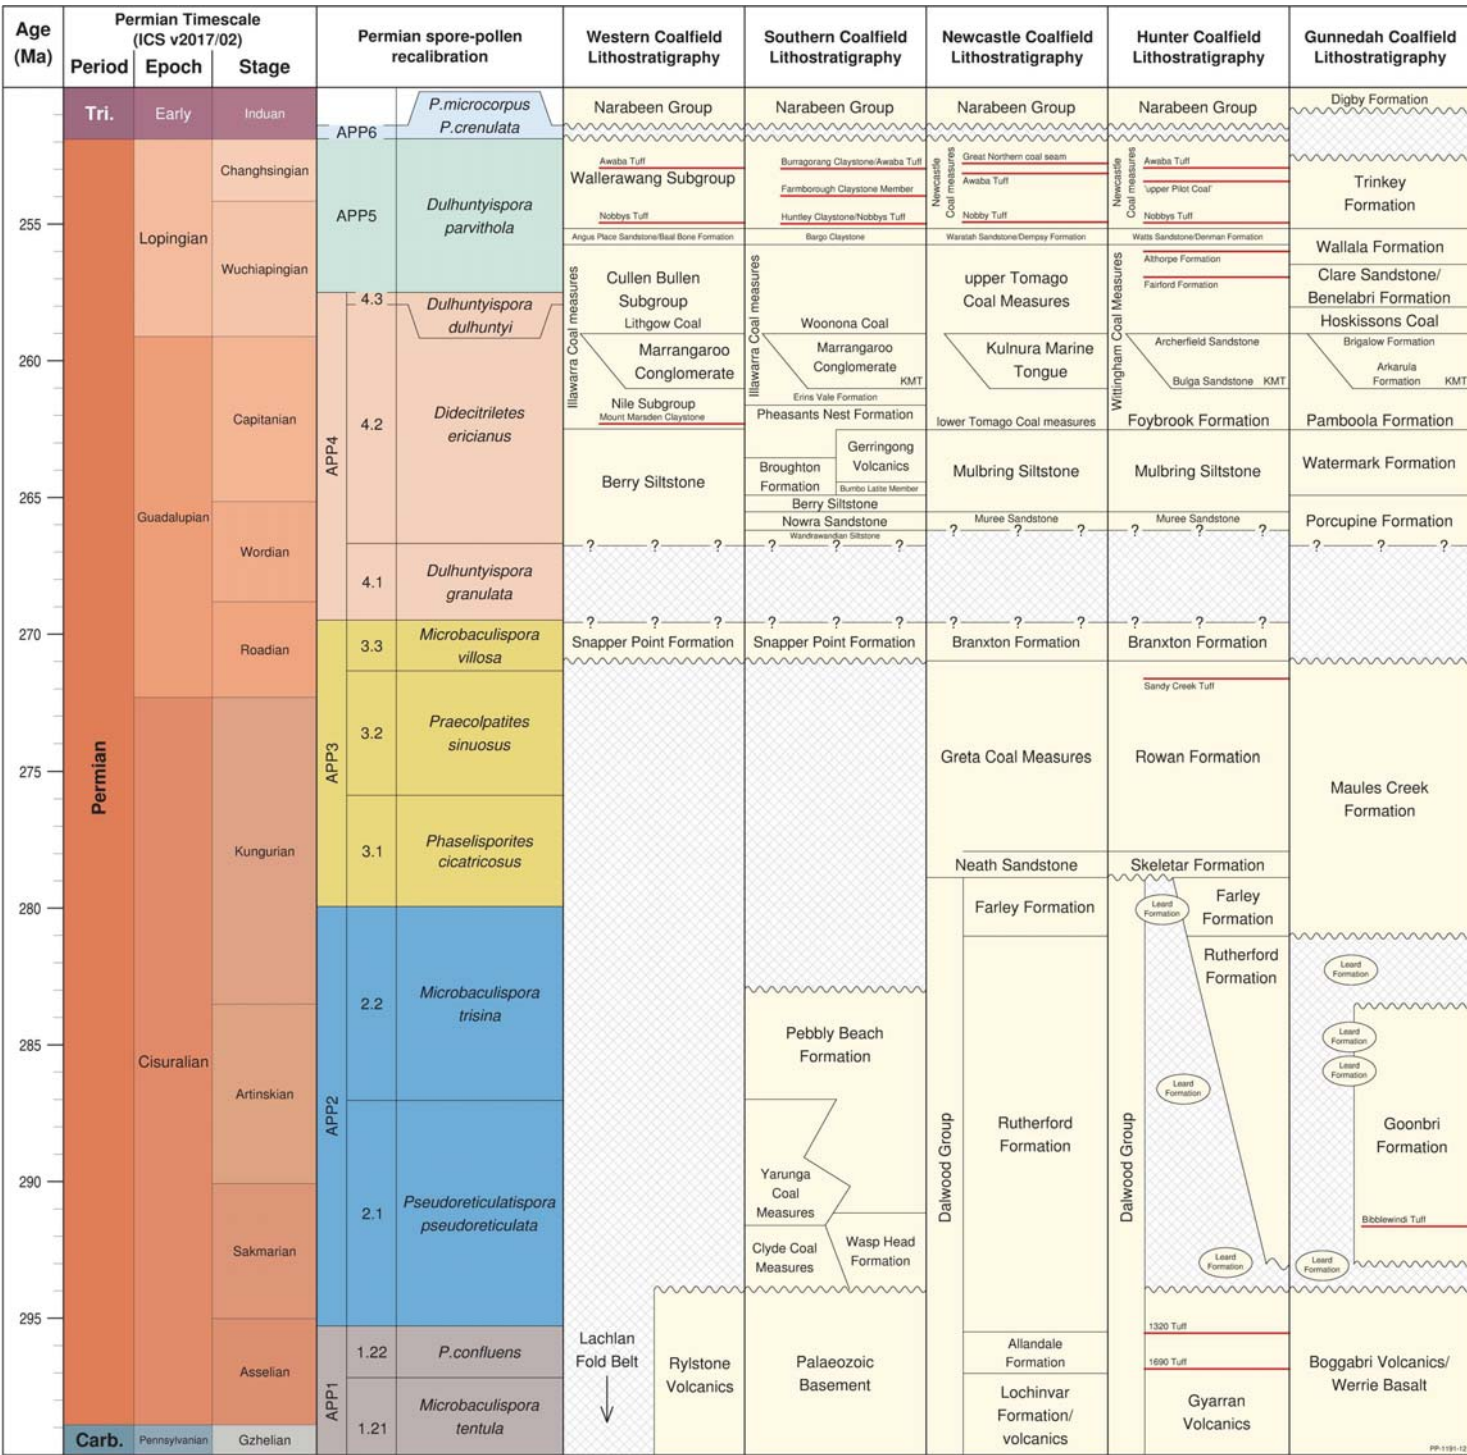 Age
(Ma)
Permian Timescale
(ICS v2017/02)
Period
Epoch
Stage
Permian spore-pollen
recalibration
Western Coalfield
Lithostratigraphy
Southern Coalfield
Lithostratigraphy
Newcastle Coalfield
Lithostratigraphy
Hunter Coalfield
Lithostratigraphy
Gunnedah Coalfield
Lithostratigraphy
255
260
265
270
275
280
285
290
295
Tri.
Permian
Carb.
Early
Lopingian
Guadalupian
Cisuralian
Pennsylvanian
Induan
Changhsingian
Wuchiapingian
Capitanian
Wordian
Roadian
Kungurian
Artinskian
Sakmarian
Asselian
Gzhelian
APP6
APP5
APP4
APP3
APP2
APP1
4.3
4.2
4.1
3.3
3.2
3.1
2.2
2.1
1.22
1.21
P.microcorpus
P.crenulata
Dulhuntyispora
parvithola
Dulhuntyispora
dulhuntyi
Didecitriletes
ericianus
Dulhuntyispora
granulata
Microbaculispora
villosa
Praecolpatites
sinuosus
Phaselisporites
cicatricosus
Microbaculispora
trisina
Pseudoreticulatispora
pseudoreticulata
P.confluens
Microbaculispora
tentula
Narabeen Group
Awaba Tuff
Wallerawang Subgroup
Nobbys Tuff
Angus Place Sandstone/Baal Bone Formation
Illawarra Coal measures
Cullen Bullen
Subgroup
Lithgow Coal
Marrangaroo
Conglomerate
Nile Subgroup
Mount Marsden Claystone
Berry Siltstone
? ? ?
? ? ?
Snapper Point Formation
Lachlan
Fold Belt
Rylstone
Volcanics
Narabeen Group
Burragorang Claystone/Awaba Tuff
Farmborough Claystone Member
Huntley Claystone/Nobbys Tuff
Bargo Claystone
Illawarra Coal measures
Woonona Coal
Marrangaroo
Conglomerate
KMT
Erins Vale Formation
Pheasants Nest Formation
Gerringong
Volcanics
Broughton
Formation
Bumbo Latite Member
Berry Siltstone
Nowra Sandstone
Wandrawandian Siltstone
? ? ?
? ? ?
Snapper Point Formation
Pebbly Beach
Formation
Yarunga
Coal
Measures
Clyde Coal
Measures
Wasp Head
Formation
Palaeozoic
Basement
Narabeen Group
Newcastle
Coal measures
Great Northern coal seam
Awaba Tuff
Nobby Tuff
Waratah Sandstone/Dempsy Formation
upper Tomago
Coal Measures
Kulnura Marine
Tongue
lower Tomago Coal measures
Mulbring Siltstone
Muree Sandstone
? ? ?
? ? ?
Branxton Formation
Greta Coal Measures
Neath Sandstone
Dalwood Group
Farley Formation
Rutherford
Formation
Allandale
Formation
Lochinvar
Formation/
volcanics
Narabeen Group
Newcastle
Coal measures
Awaba Tuff
'upper Pilot Coal'
Nobbys Tuff
Watts Sandstone/Denman Formation
Wittingham Coal Measures
Althorpe Formation
Fairford Formation
Archerfield Sandstone
Bulga Sandstone KMT
Foybrook Formation
Mulbring Siltstone
Muree Sandstone
? ? ?
? ? ?
Branxton Formation
Sandy Creek Tuff
Rowan Formation
Skeletar Formation
Dalwood Group
Leard
Formation
Farley
Formation
Rutherford
Formation
Leard
Formation
Leard
Formation
1320 Tuff
1690 Tuff
Gyarran
Volcanics
Digby Formation
Trinkey
Formation
Wallala Formation
Clare Sandstone/
Benelabri Formation
Hoskissons Coal
Brigalow Formation
Arkarula
Formation KMT
Pamboola Formation
Watermark Formation
Porcupine Formation
? ? ?
Maules Creek
Formation
Leard
Formation
Leard
Formation
Leard
Formation
Goonbri
Formation
Bibblewindi Tuff
Leard
Formation
Boggabri Volcanics/
Werrie Basalt
PP-1191-12